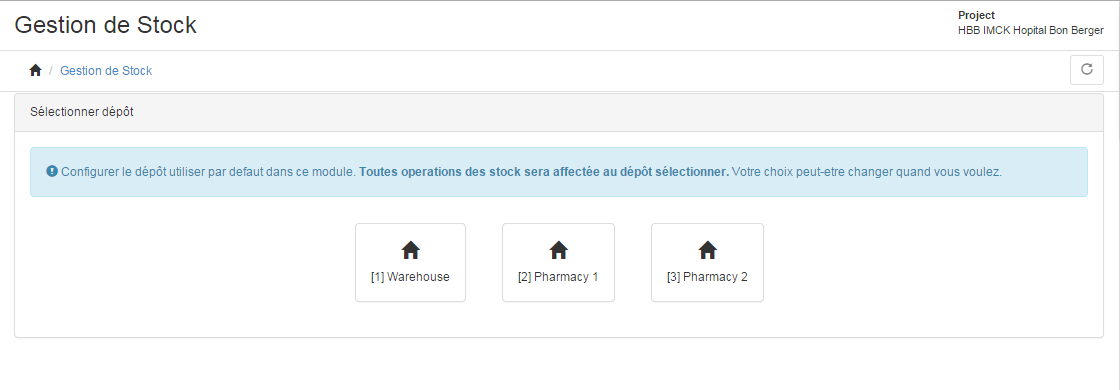 Gestion de Stock
Project
HBB IMCK Hopital Bon Berger
/ Gestion de Stock
Sélectionner dépôt
Configurer le dépôt utiliser par defaut dans ce module. Toutes operations des stock sera affectée au dépôt sélectionner. Votre choix peut-etre changer quand vous voulez.
[1] Warehouse
[2] Pharmacy 1
[3] Pharmacy 2